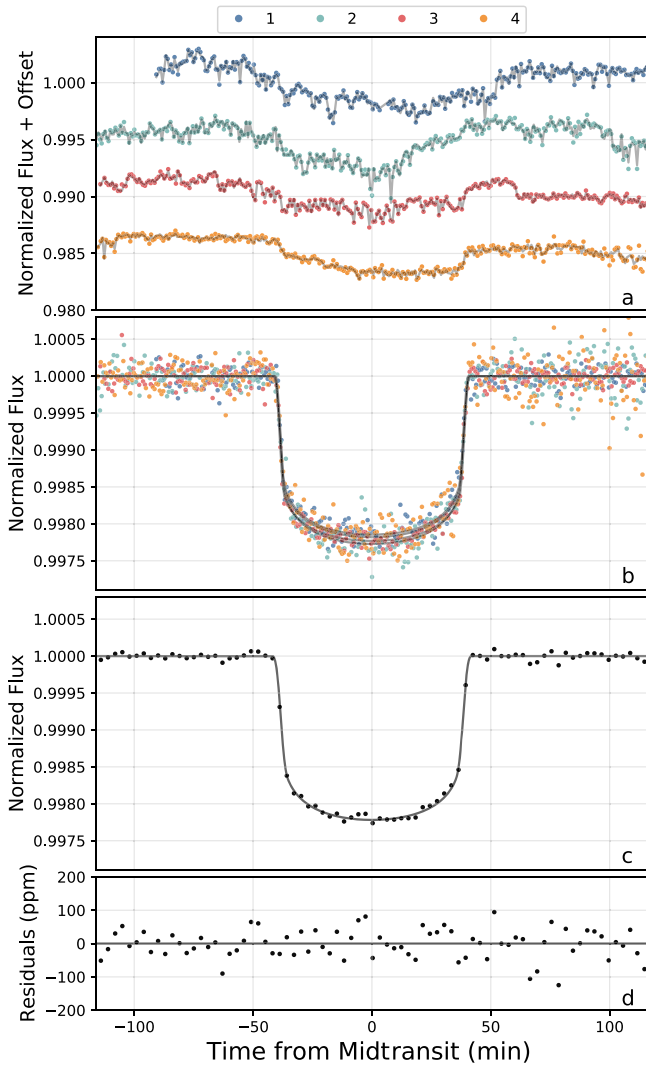 1 2 3 4
Normalized Flux + Offset
1.000
0.995
0.990
0.985
0.980
a
Normalized Flux
1.0005
1.0000
0.9995
0.9990
0.9985
0.9980
0.9975
b
Normalized Flux
1.0005
1.0000
0.9995
0.9990
0.9985
0.9980
0.9975
c
Residuals (ppm)
200
100
0
−100
−200
d
−100 −50 0 50 100
Time from Midtransit (min)